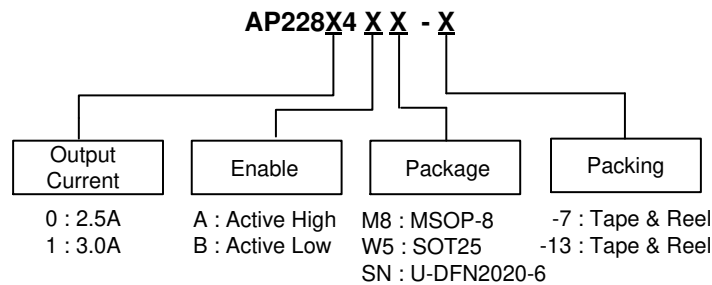 AP228X4 X X - X
Output Current
Enable
Package
Packing
0 : 2.5A
1 : 3.0A
A : Active High
B : Active Low
M8 : MSOP-8
W5 : SOT25
SN : U-DFN2020-6
-7 : Tape & Reel
-13 : Tape & Reel